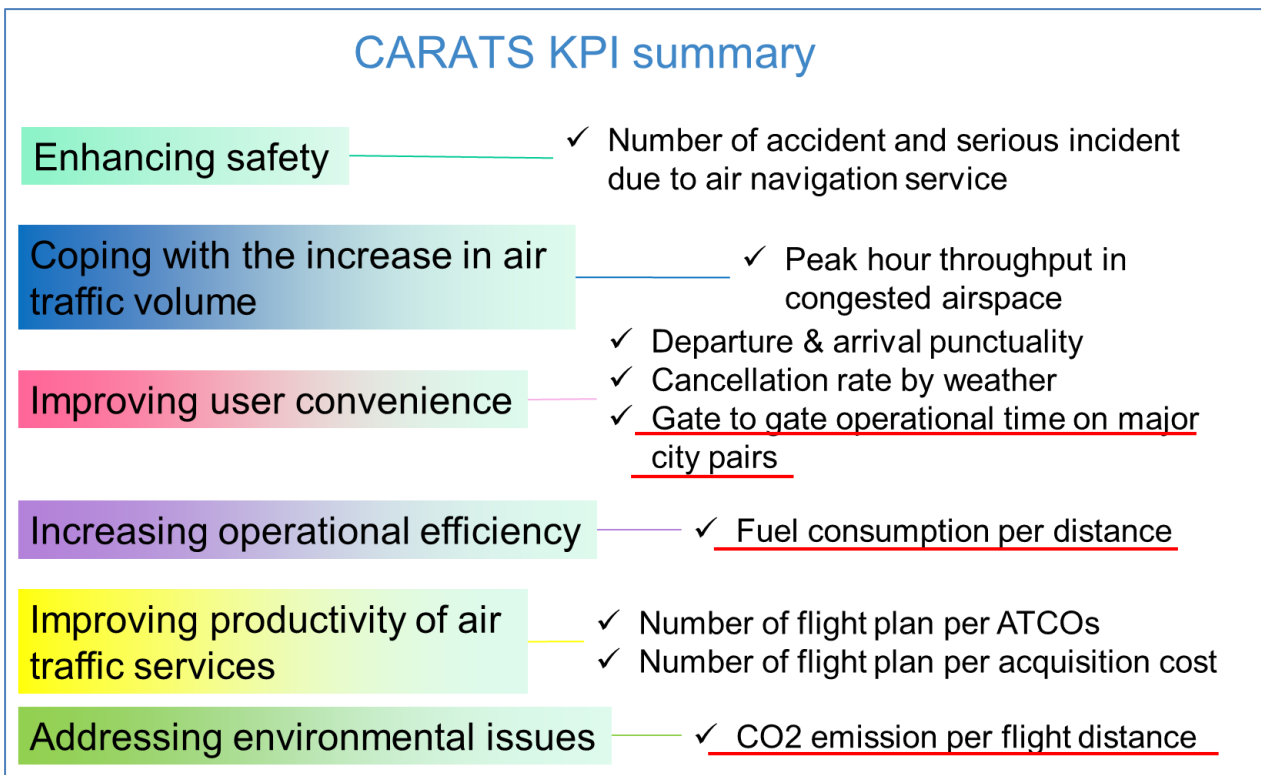 CARATS KPI summary
Enhancing safety
✓ Number of accident and serious incident
due to air navigation service
Coping with the increase in air
traffic volume
✓ Peak hour throughput in
congested airspace
Improving user convenience
✓ Departure & arrival punctuality
✓ Cancellation rate by weather
✓ Gate to gate operational time on major
city pairs
Increasing operational efficiency
✓ Fuel consumption per distance
Improving productivity of air
traffic services
✓ Number of flight plan per ATCOs
✓ Number of flight plan per acquisition cost
Addressing environmental issues
✓ CO2 emission per flight distance